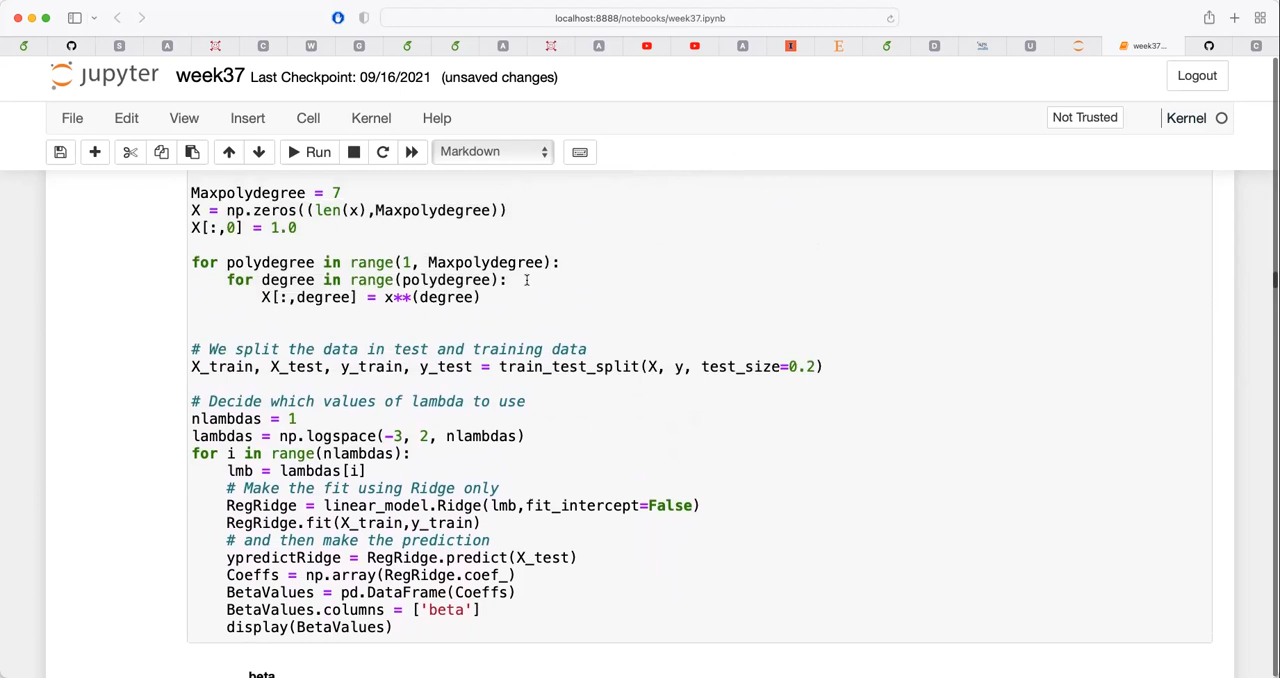 localhost:8888/notebooks/week37.ipynb
week37...
jupyter week37 Last Checkpoint: 09/16/2021 (unsaved changes)
Logout
File Edit View Insert Cell Kernel Help
Not Trusted
Kernel
Run
Markdown
Maxpolydegree = 7
X = np.zeros((len(x),Maxpolydegree))
X[:,0] = 1.0
for polydegree in range(1, Maxpolydegree):
    for degree in range(polydegree):
        X[:,degree] = x**(degree)
# We split the data in test and training data
X_train, X_test, y_train, y_test = train_test_split(X, y, test_size=0.2)
# Decide which values of lambda to use
nlambdas = 1
lambdas = np.logspace(-3, 2, nlambdas)
for i in range(nlambdas):
    lmb = lambdas[i]
    # Make the fit using Ridge only
    RegRidge = linear_model.Ridge(lmb,fit_intercept=False)
    RegRidge.fit(X_train,y_train)
    # and then make the prediction
    ypredictRidge = RegRidge.predict(X_test)
    Coeffs = np.array(RegRidge.coef_)
    BetaValues = pd.DataFrame(Coeffs)
    BetaValues.columns = ['beta']
    display(BetaValues)
beta